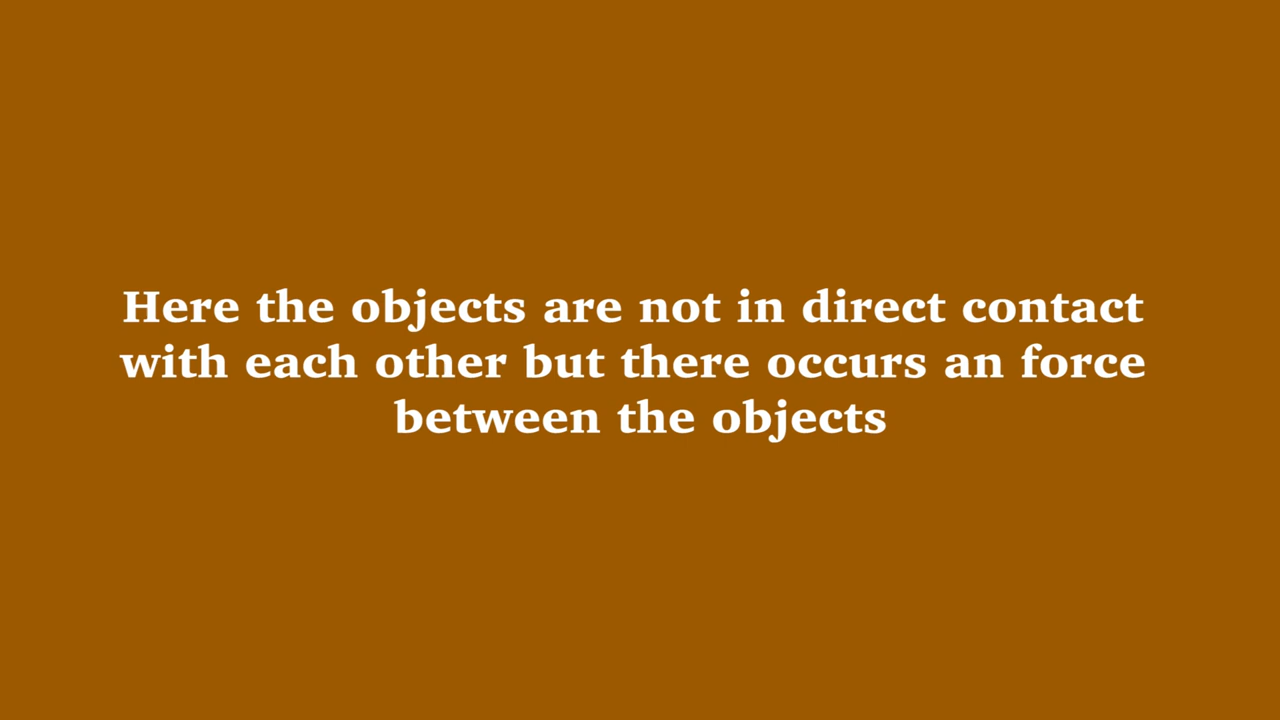 Here the objects are not in direct contact
with each other but there occurs an force
between the objects